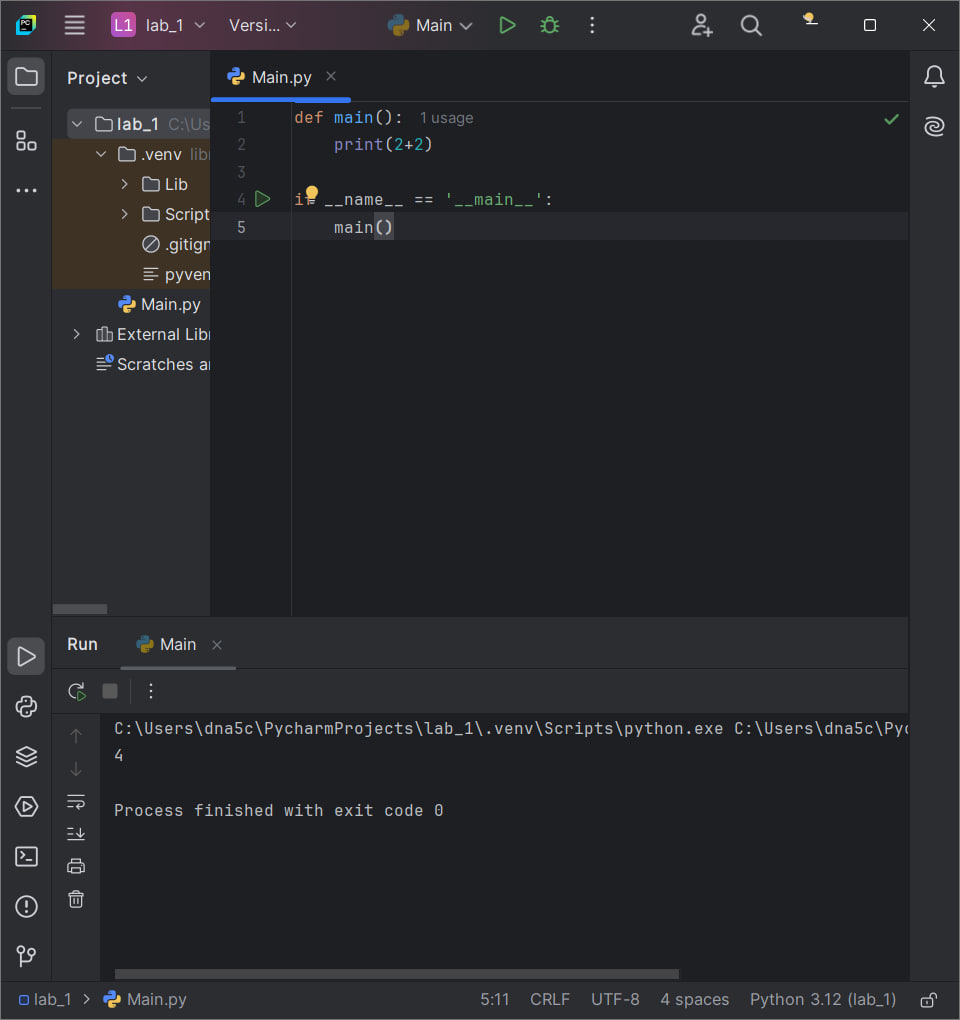 L1 lab_1 Versi... Main
Project
Main.py
lab_1 C:\Us
.venv lib
Lib
Script
.gitign
pyven
Main.py
External Libr
Scratches an
1 def main(): 1 usage
2     print(2+2)
3
4 if __name__ == '__main__':
5     main()
Run Main
C:\Users\dna5c\PycharmProjects\lab_1\.venv\Scripts\python.exe C:\Users\dna5c\Pyc
4
Process finished with exit code 0
lab_1 > Main.py 5:11 CRLF UTF-8 4 spaces Python 3.12 (lab_1)